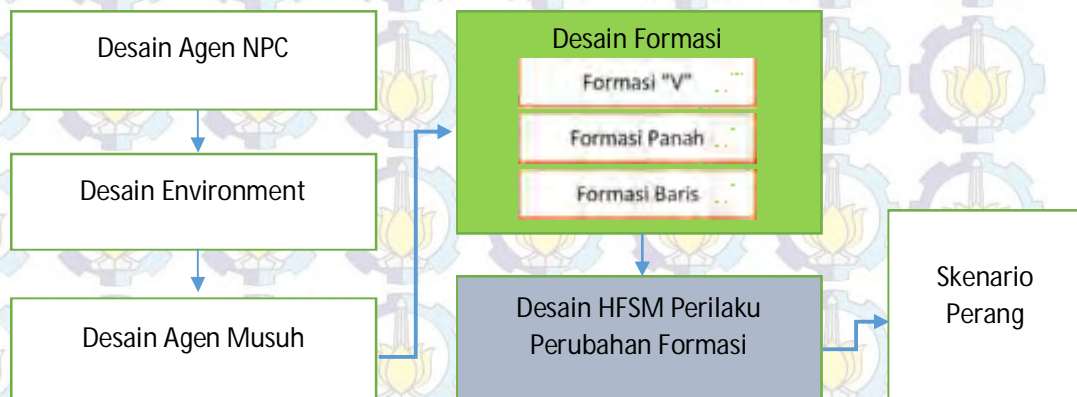 Desain Agen NPC
Desain Environment
Desain Agen Musuh
Desain Formasi
Formasi "V"
Formasi Panah
Formasi Baris
Desain HFSM Perilaku
Perubahan Formasi
Skenario
Perang